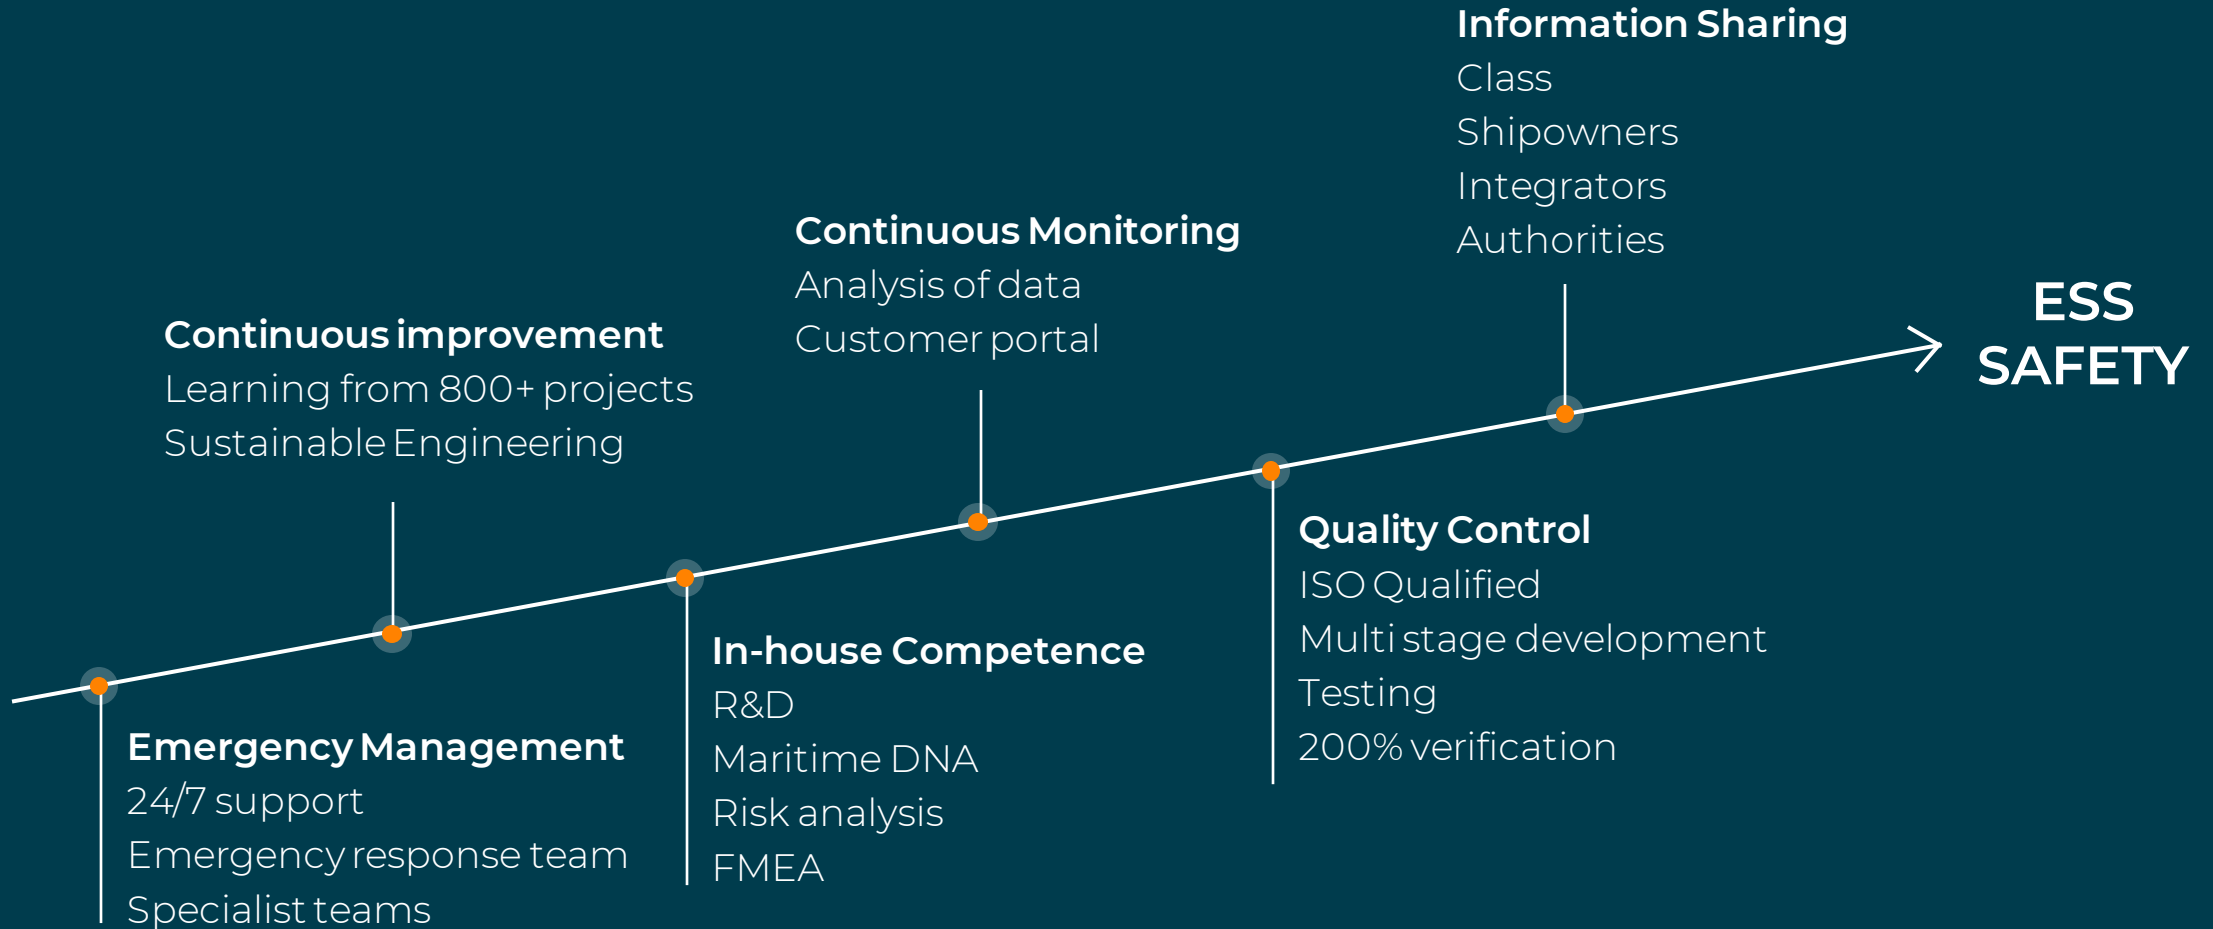 Information Sharing
Class
Shipowners
Integrators
Authorities
Continuous Monitoring
Analysis of data
Customer portal
Continuous improvement
Learning from 800+ projects
Sustainable Engineering
ESS
SAFETY
Quality Control
ISO Qualified
Multi stage development
Testing
200% verification
In-house Competence
R&D
Maritime DNA
Risk analysis
FMEA
Emergency Management
24/7 support
Emergency response team
Specialist teams